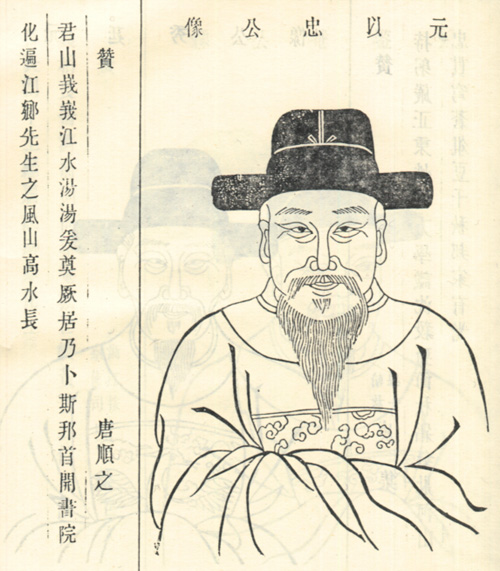 元以忠公像
贊 唐順之
君山峩峩江水湯湯爰奠厥居乃卜斯邦首開書院
化遍江鄉先生之風山高水長